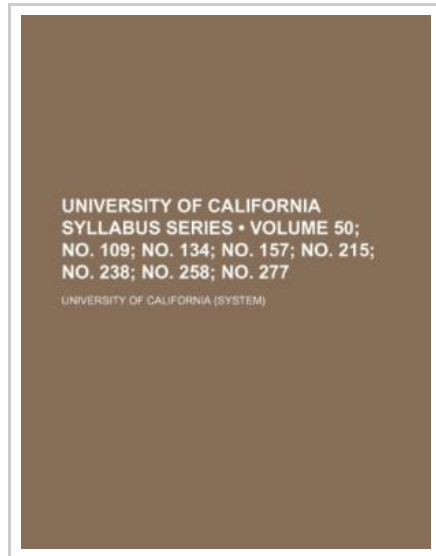 UNIVERSITY OF CALIFORNIA
SYLLABUS SERIES • VOLUME 50;
NO. 109; NO. 134; NO. 157; NO. 215;
NO. 238; NO. 258; NO. 277
UNIVERSITY OF CALIFORNIA (SYSTEM)